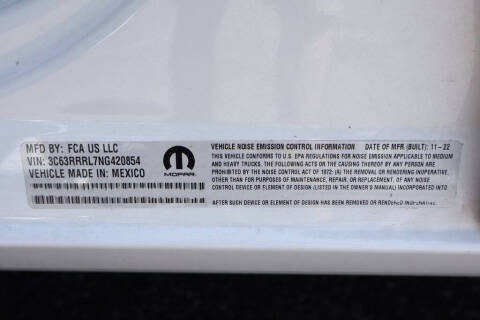 MFD BY: FCA US LLC
VIN: 3C63RRRL7NG420854
VEHICLE MADE IN: MEXICO
MOPAR
VEHICLE NOISE EMISSION CONTROL INFORMATION DATE OF MFR (BUILT): 11-22
THIS VEHICLE CONFORMS TO U.S. EPA REGULATIONS FOR NOISE EMISSION APPLICABLE TO MEDIUM
AND HEAVY TRUCKS. THE FOLLOWING ACTS OR THE CAUSING THEREOF BY ANY PERSON ARE
PROHIBITED BY THE NOISE CONTROL ACT OF 1972: (A) THE REMOVAL OR RENDERING INOPERATIVE,
OTHER THAN FOR PURPOSES OF MAINTENANCE, REPAIR, OR REPLACEMENT, OF ANY NOISE
CONTROL DEVICE OR ELEMENT OF DESIGN (LISTED IN THE OWNER'S MANUAL) INCORPORATED INTO
AFTER SUCH DEVICE OR ELEMENT OF DESIGN HAS BEEN REMOVED OR RENDERED INOPERATIVE.